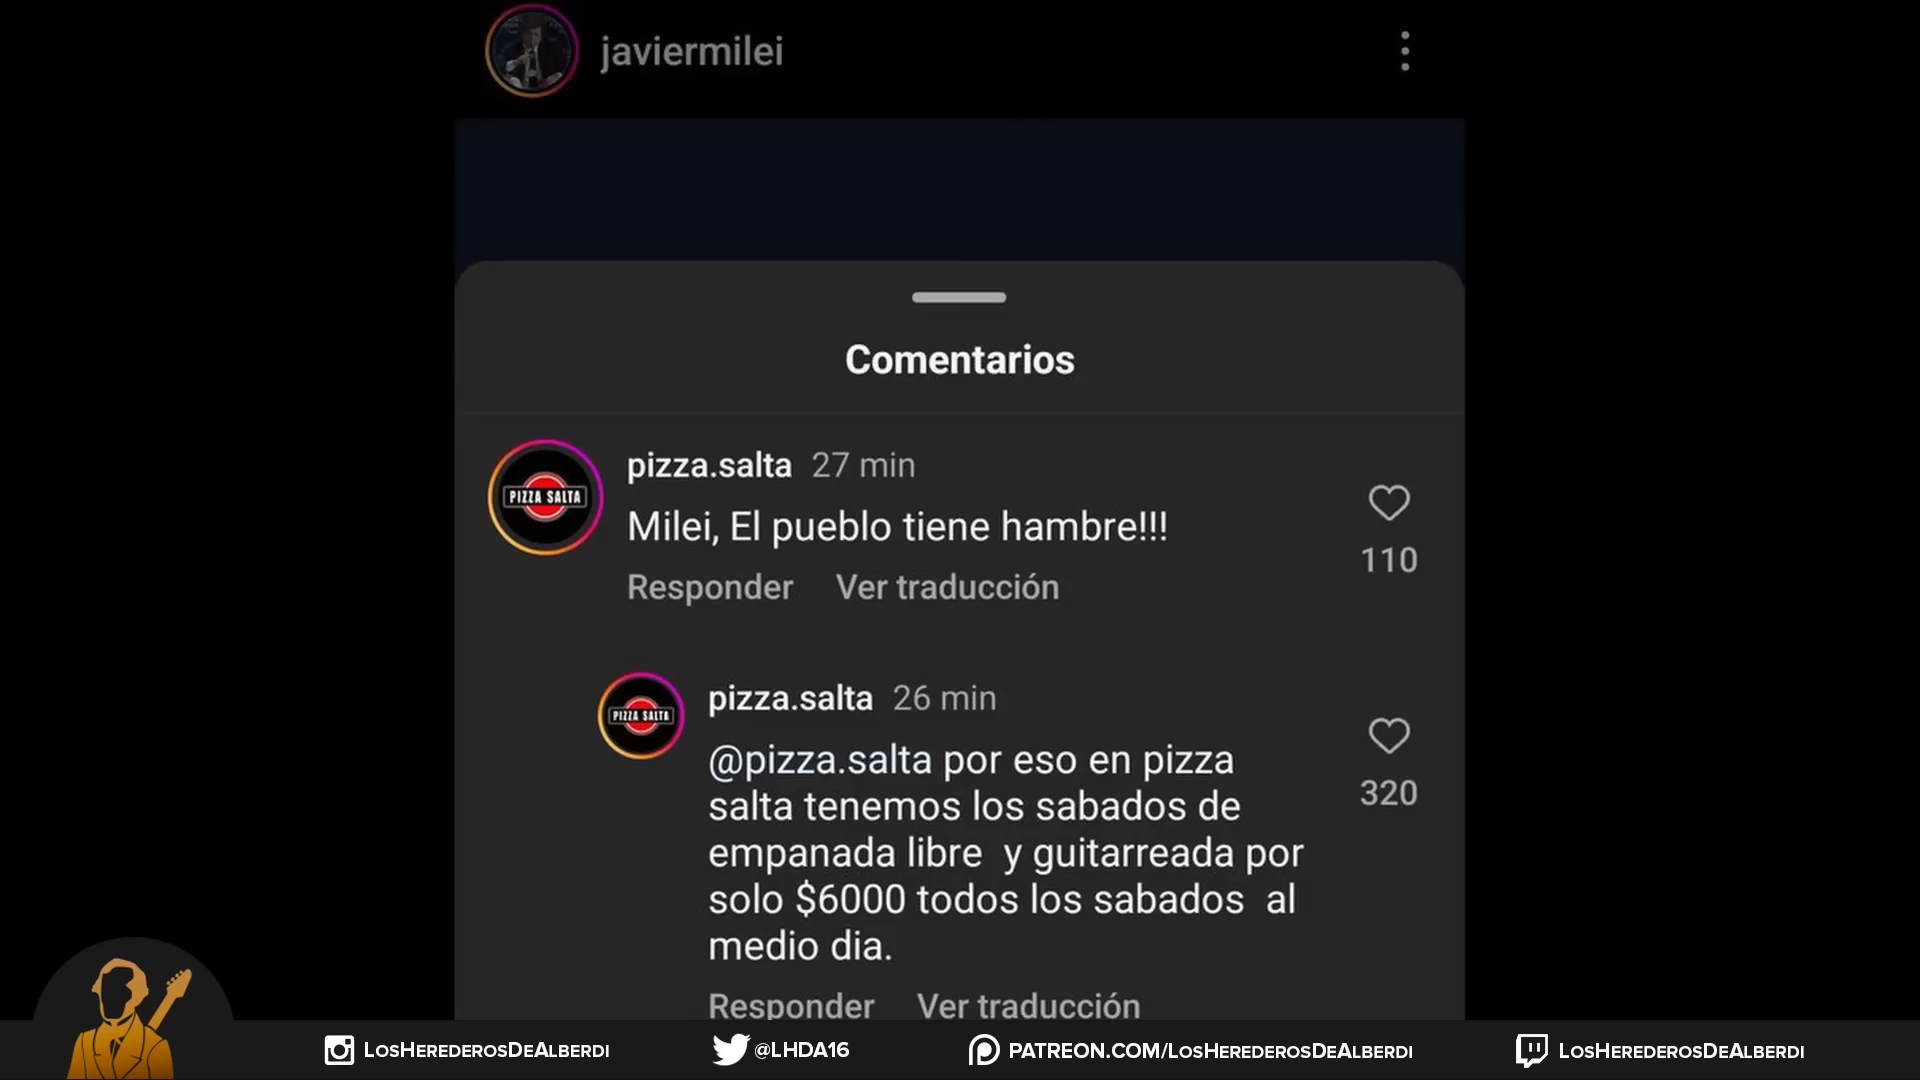 javiermilei
Comentarios
PIZZA SALTA
pizza.salta 27 min
Milei, El pueblo tiene hambre!!!
110
Responder Ver traducción
PIZZA SALTA
pizza.salta 26 min
@pizza.salta por eso en pizza
salta tenemos los sabados de
empanada libre y guitarreada por
solo $6000 todos los sabados al
medio dia.
320
Responder Ver traducción
LosHerederosDeAlberdi @LHDA16 PATREON.COM/LosHerederosDeAlberdi LosHerederosDeAlberdi